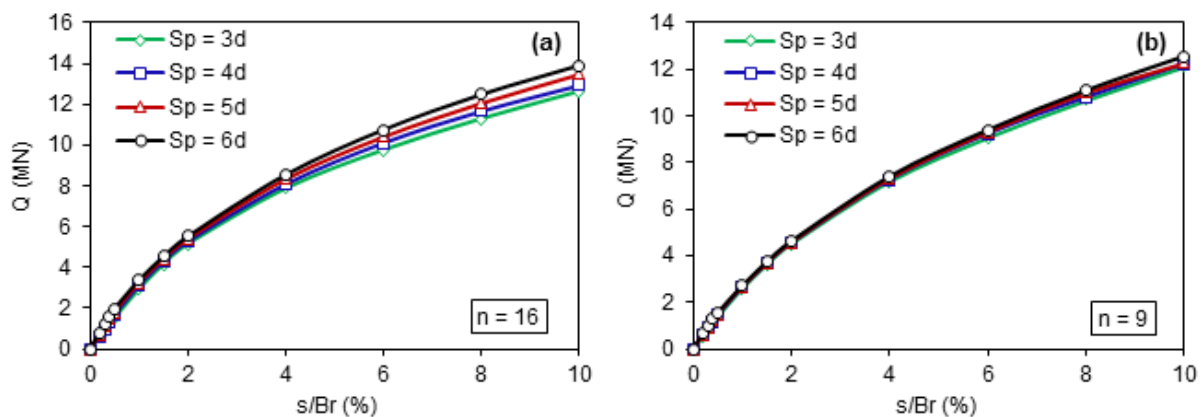 16
14
12
10
8
6
4
2
0
Q (MN)
Sp = 3d
Sp = 4d
Sp = 5d
Sp = 6d
(a)
n = 16
0 2 4 6 8 10
s/Br (%)
14
12
10
8
6
4
2
0
Q (MN)
Sp = 3d
Sp = 4d
Sp = 5d
Sp = 6d
(b)
n = 9
0 2 4 6 8 10
s/Br (%)